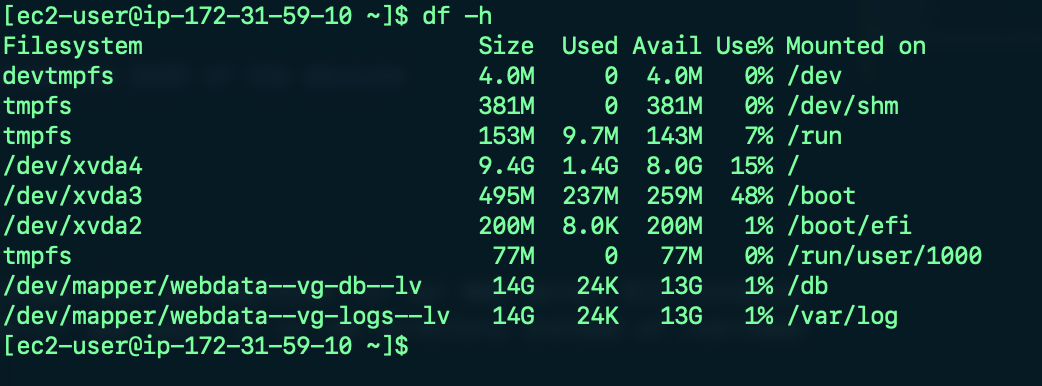 [ec2-user@ip-172-31-59-10 ~]$ df -h
Filesystem                        Size  Used Avail Use% Mounted on
devtmpfs                          4.0M     0  4.0M   0% /dev
tmpfs                             381M     0  381M   0% /dev/shm
tmpfs                             153M  9.7M  143M   7% /run
/dev/xvda4                        9.4G  1.4G  8.0G  15% /
/dev/xvda3                        495M  237M  259M  48% /boot
/dev/xvda2                        200M  8.0K  200M   1% /boot/efi
tmpfs                              77M     0   77M   0% /run/user/1000
/dev/mapper/webdata--vg-db--lv     14G   24K   13G   1% /db
/dev/mapper/webdata--vg-logs--lv   14G   24K   13G   1% /var/log
[ec2-user@ip-172-31-59-10 ~]$